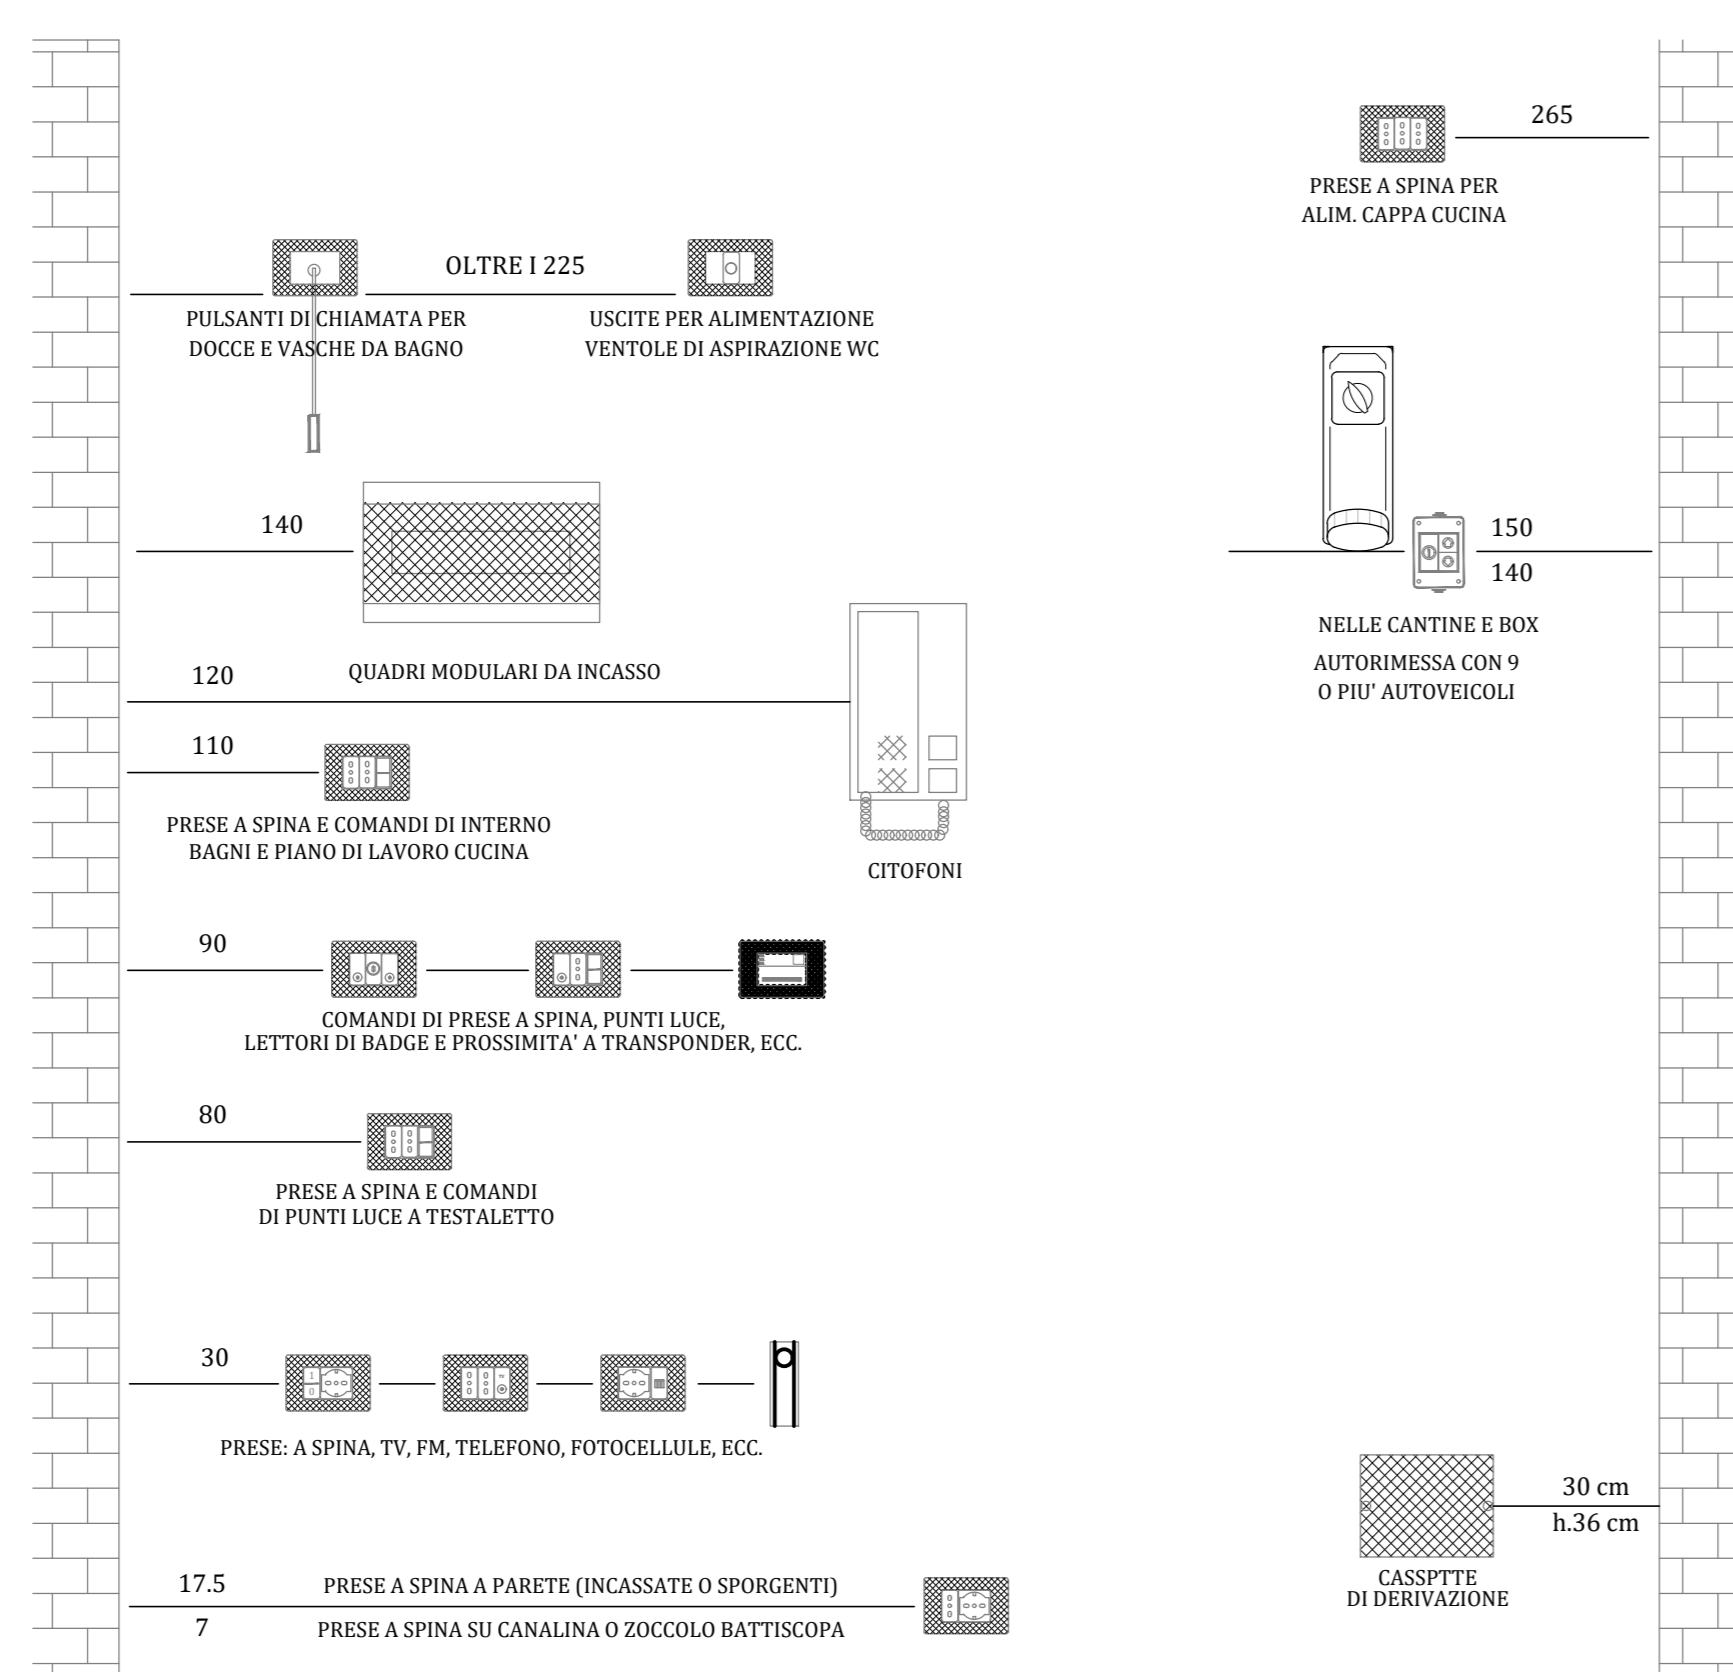 265
PRESE A SPINA PER
ALIM. CAPPA CUCINA
OLTRE I 225
PULSANTI DI CHIAMATA PER
DOCCE E VASCHE DA BAGNO
USCITE PER ALIMENTAZIONE
VENTOLE DI ASPIRAZIONE WC
140
QUADRI MODULARI DA INCASSO
150
140
NELLE CANTINE E BOX
AUTORIMESSA CON 9
O PIU' AUTOVEICOLI
120
CITOFONI
110
PRESE A SPINA E COMANDI DI INTERNO
BAGNI E PIANO DI LAVORO CUCINA
90
COMANDI DI PRESE A SPINA, PUNTI LUCE,
LETTORI DI BADGE E PROSSIMITA' A TRANSPONDER, ECC.
80
PRESE A SPINA E COMANDI
DI PUNTI LUCE A TESTALETTO
30
1
0
TV
PRESE: A SPINA, TV, FM, TELEFONO, FOTOCELLULE, ECC.
30 cm
h.36 cm
CASSPTTE
DI DERIVAZIONE
17.5
PRESE A SPINA A PARETE (INCASSATE O SPORGENTI)
7
PRESE A SPINA SU CANALINA O ZOCCOLO BATTISCOPA